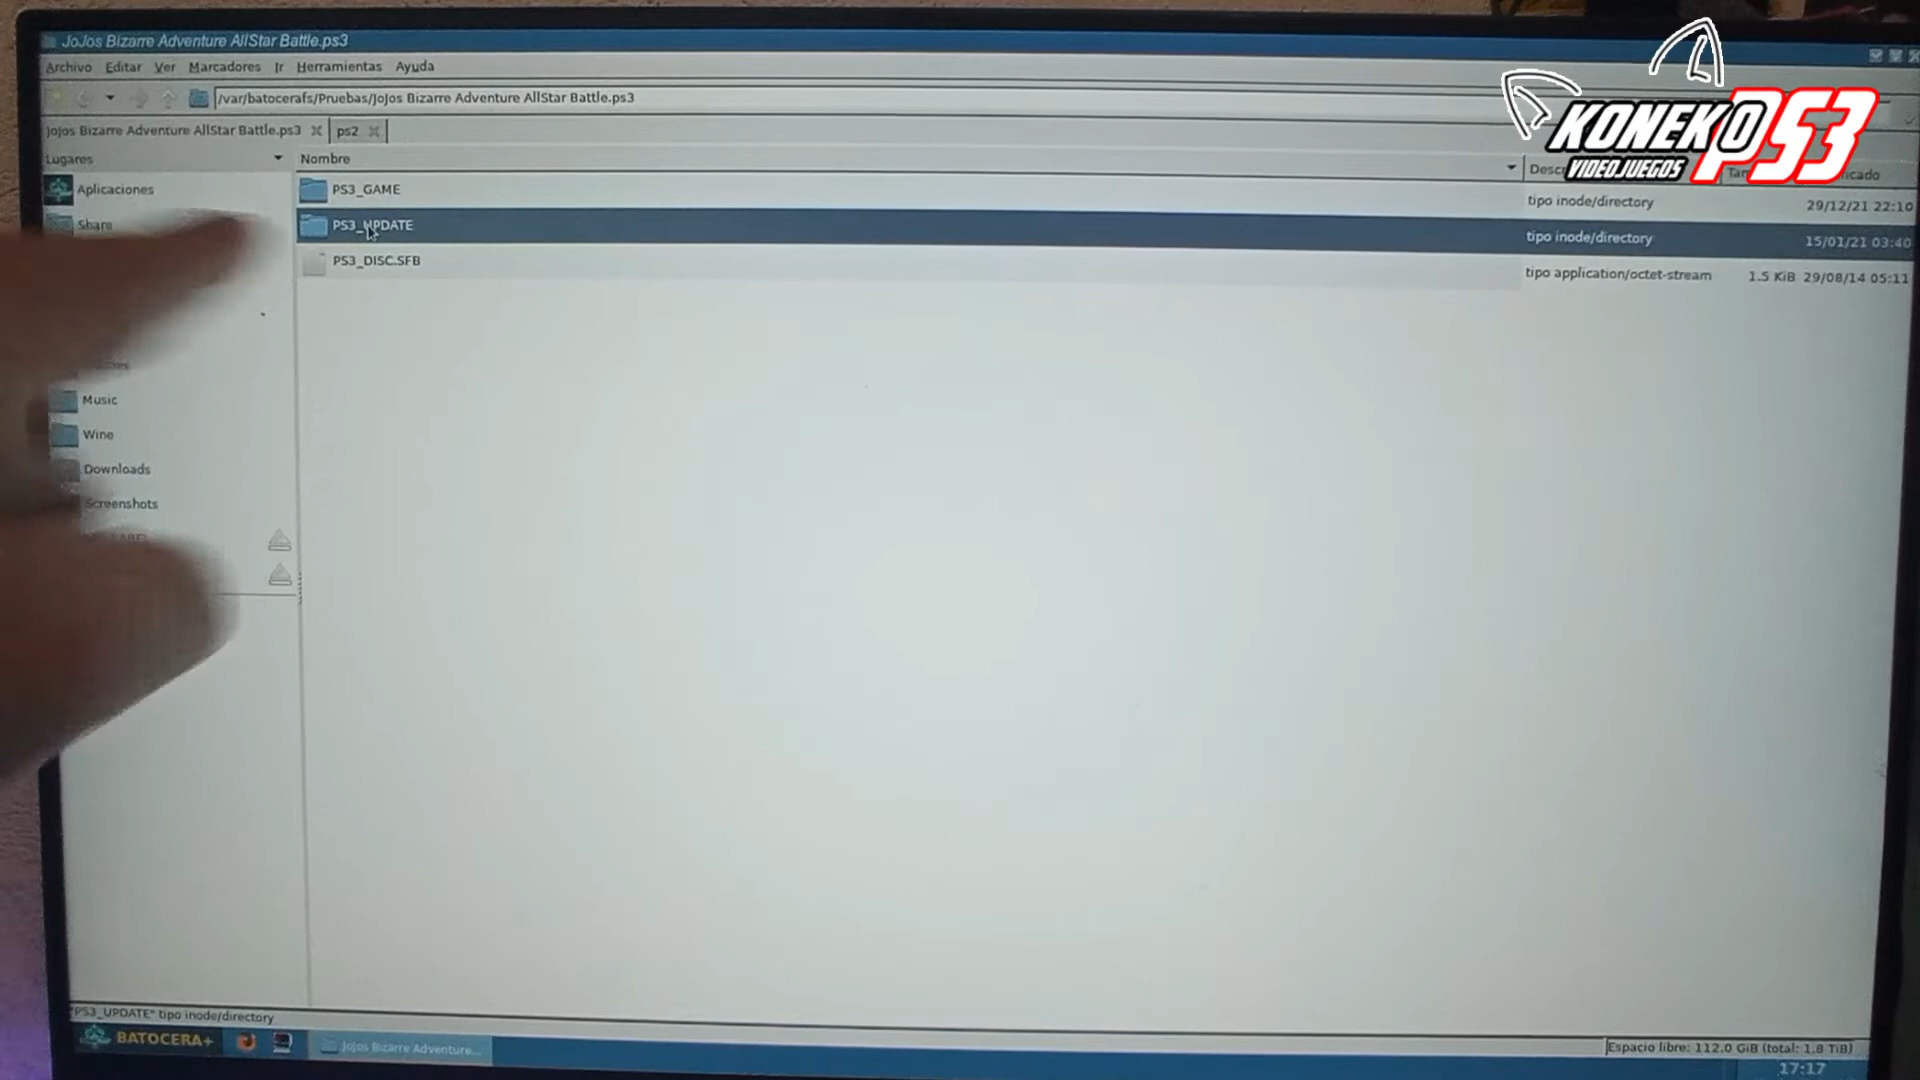 JoJos Bizarre Adventure AllStar Battle.ps3
Archivo Editar Ver Marcadores Ir Herramientas Ayuda
/var/batocerafs/Pruebas/JoJos Bizarre Adventure AllStar Battle.ps3
JoJos Bizarre Adventure AllStar Battle.ps3 ps2
KONEKO PS3
VIDEOJUEGOS
Lugares Nombre
Aplicaciones PS3_GAME tipo inode/directory 29/12/21 22:10
Share PS3_UPDATE tipo inode/directory 15/01/21 03:40
PS3_DISC.SFB tipo application/octet-stream 1.5 KiB 29/08/14 05:11
Music
Wine
Downloads
Screenshots
"PS3_UPDATE" tipo inode/directory
BATOCERA+ JoJos Bizarre Adventure... Espacio libre: 112.0 GiB (total: 1.8 TiB)
17:17